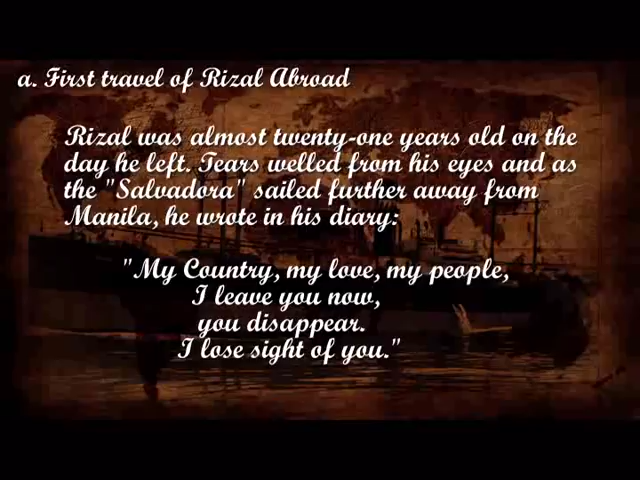 a. First travel of Rizal Abroad
Rizal was almost twenty-one years old on the
day he left. Tears welled from his eyes and as
the "Salvadora" sailed further away from
Manila, he wrote in his diary:
"My Country, my love, my people,
I leave you now,
you disappear.
I lose sight of you."